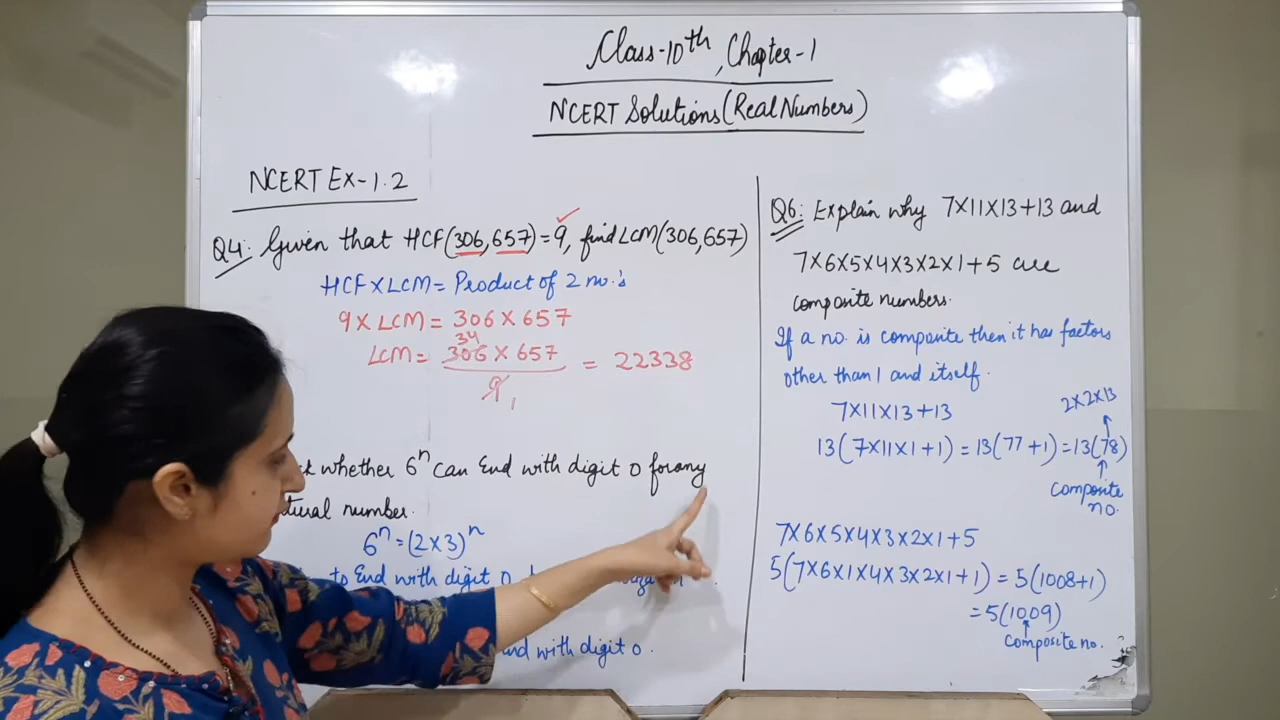 Class-10th, Chapter-1
NCERT Solutions (Real Numbers)
NCERT Ex-1.2
Q4: Given that HCF(306,657)=9, find LCM(306,657)
HCF×LCM= Product of 2 no.'s
9 × LCM = 306 × 657
34
LCM= 306 × 657 = 22338
9 1
whether 6ⁿ can End with digit 0 for any
number.
6ⁿ=(2×3)ⁿ
to End with digit 0
End with digit 0.
Q6: Explain why 7×11×13+13 and
7×6×5×4×3×2×1+5 are
composite numbers.
If a no. is composite then it has factors
other than 1 and itself.
7×11×13+13
2×2×13
13(7×11×1+1)=13(77+1)=13(78)
Composite
no.
7×6×5×4×3×2×1+5
5(7×6×1×4×3×2×1+1)=5(1008+1)
=5(1009)
Composite no.